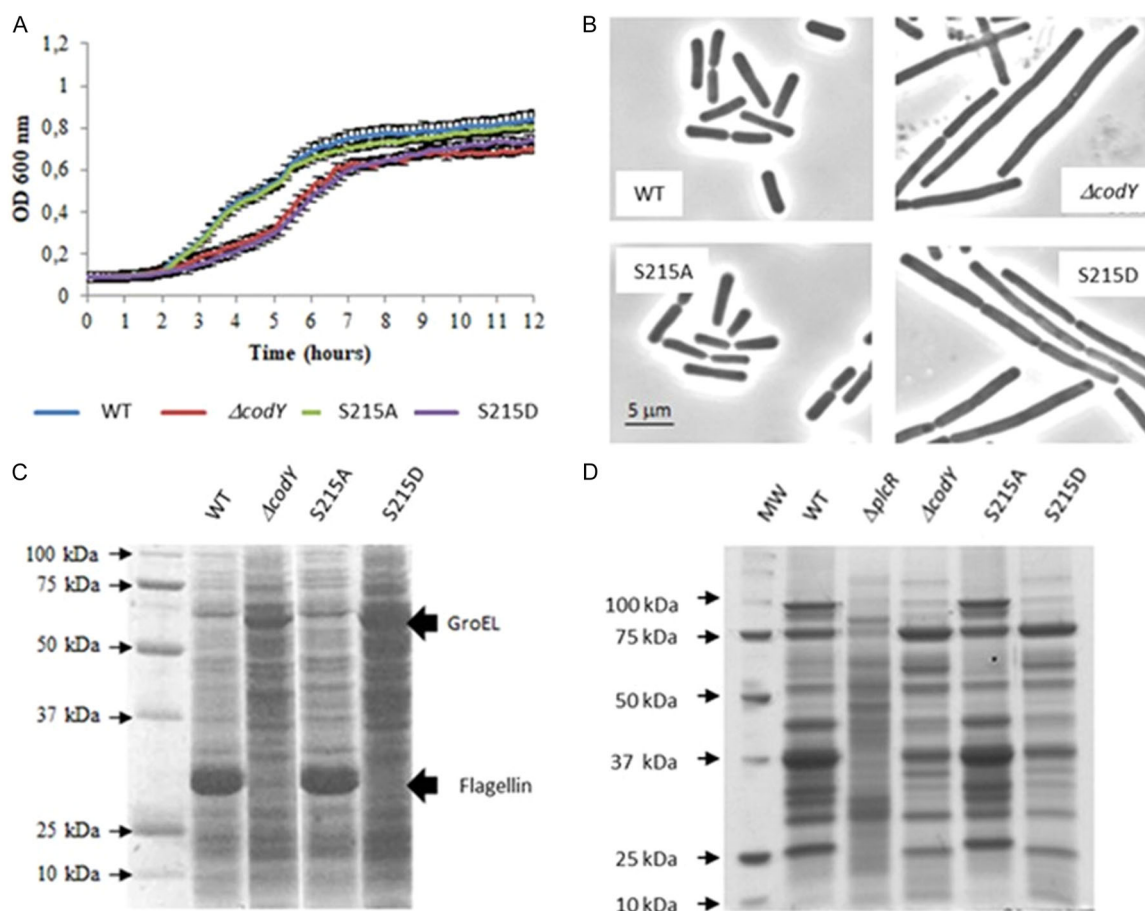 A
1,2
1
0,8
0,6
0,4
0,2
0
OD 600 nm
0 1 2 3 4 5 6 7 8 9 10 11 12
Time (hours)
WT ΔcodY S215A S215D
B
WT
ΔcodY
S215A
5 μm
S215D
C
WT ΔcodY S215A S215D
100 kDa
75 kDa
50 kDa
37 kDa
25 kDa
10 kDa
GroEL
Flagellin
D
MW WT ΔplcR ΔcodY S215A S215D
100 kDa
75 kDa
50 kDa
37 kDa
25 kDa
10 kDa